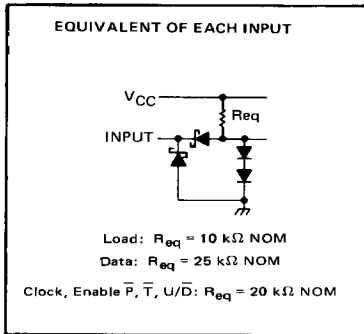 EQUIVALENT OF EACH INPUT
VCC
Req
INPUT
Load: Req = 10 kΩ NOM
Data: Req = 25 kΩ NOM
Clock, Enable P̅, T̅, U/D̅: Req = 20 kΩ NOM